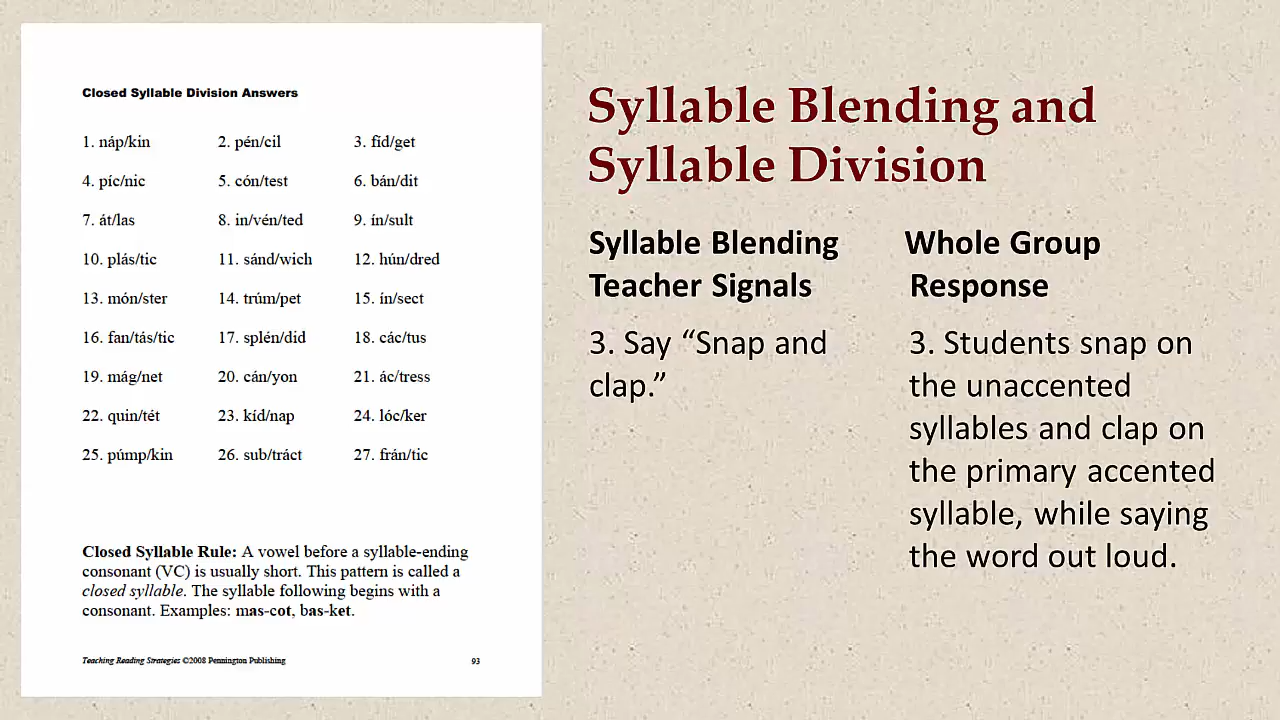 Closed Syllable Division Answers
1. náp/kin 2. pén/cil 3. fíd/get
4. píc/nic 5. cón/test 6. bán/dit
7. át/las 8. in/vén/ted 9. ín/sult
10. plás/tic 11. sánd/wich 12. hún/dred
13. món/ster 14. trúm/pet 15. ín/sect
16. fan/tás/tic 17. splén/did 18. các/tus
19. mág/net 20. cán/yon 21. ác/tress
22. quin/tét 23. kíd/nap 24. lóc/ker
25. púmp/kin 26. sub/tráct 27. frán/tic
Closed Syllable Rule: A vowel before a syllable-ending
consonant (VC) is usually short. This pattern is called a
closed syllable. The syllable following begins with a
consonant. Examples: mas-cot, bas-ket.
Teaching Reading Strategies ©2008 Pennington Publishing 93
Syllable Blending and
Syllable Division
Syllable Blending
Teacher Signals
3. Say “Snap and
clap.”
Whole Group
Response
3. Students snap on
the unaccented
syllables and clap on
the primary accented
syllable, while saying
the word out loud.